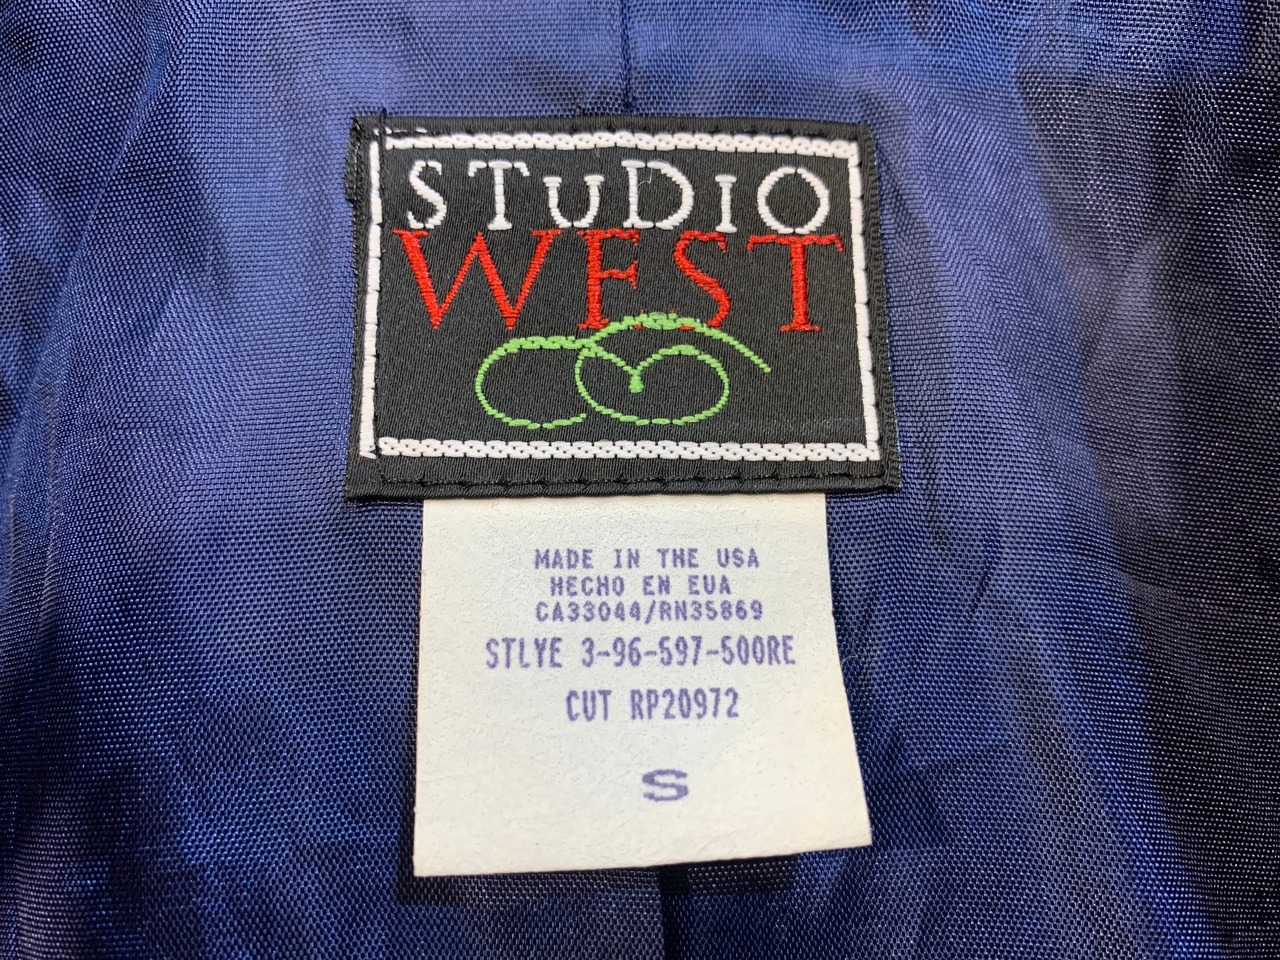 STuDIO
WEST
MADE IN THE USA
HECHO EN EUA
CA33044/RN35869
STLYE 3-96-597-500RE
CUT RP20972
S